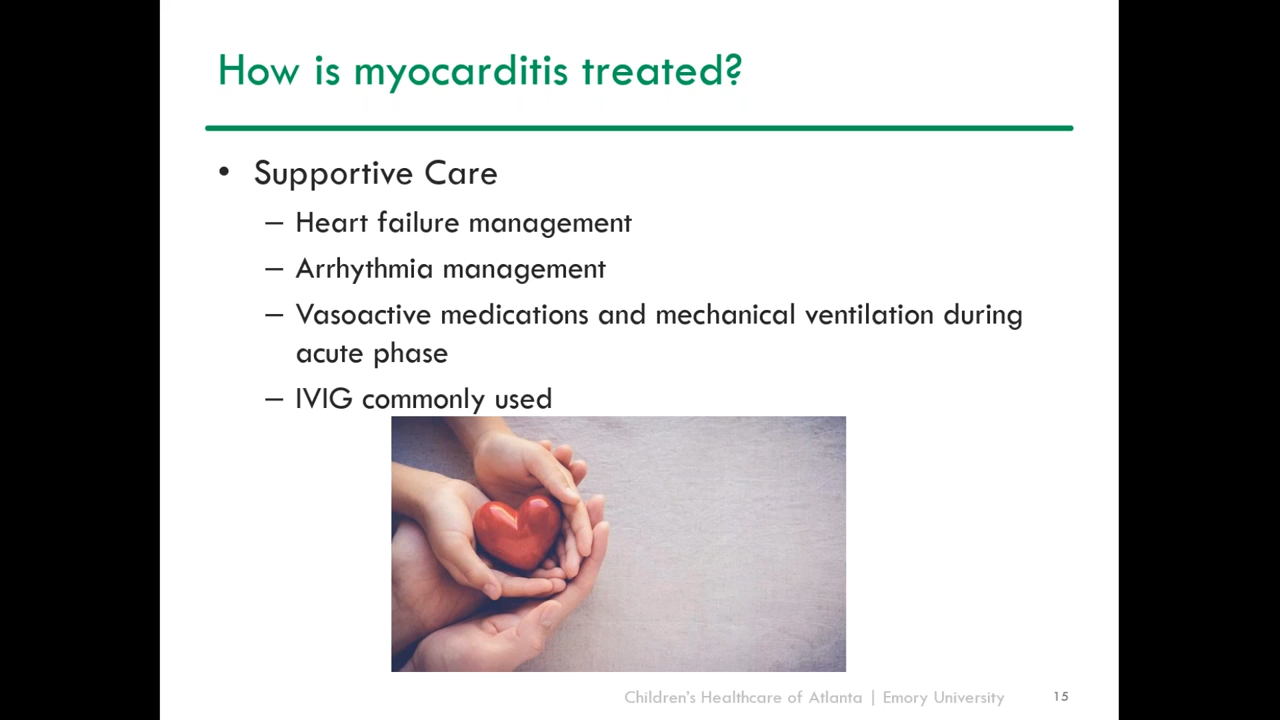 How is myocarditis treated?
• Supportive Care
– Heart failure management
– Arrhythmia management
– Vasoactive medications and mechanical ventilation during
acute phase
– IVIG commonly used
Children's Healthcare of Atlanta | Emory University
15